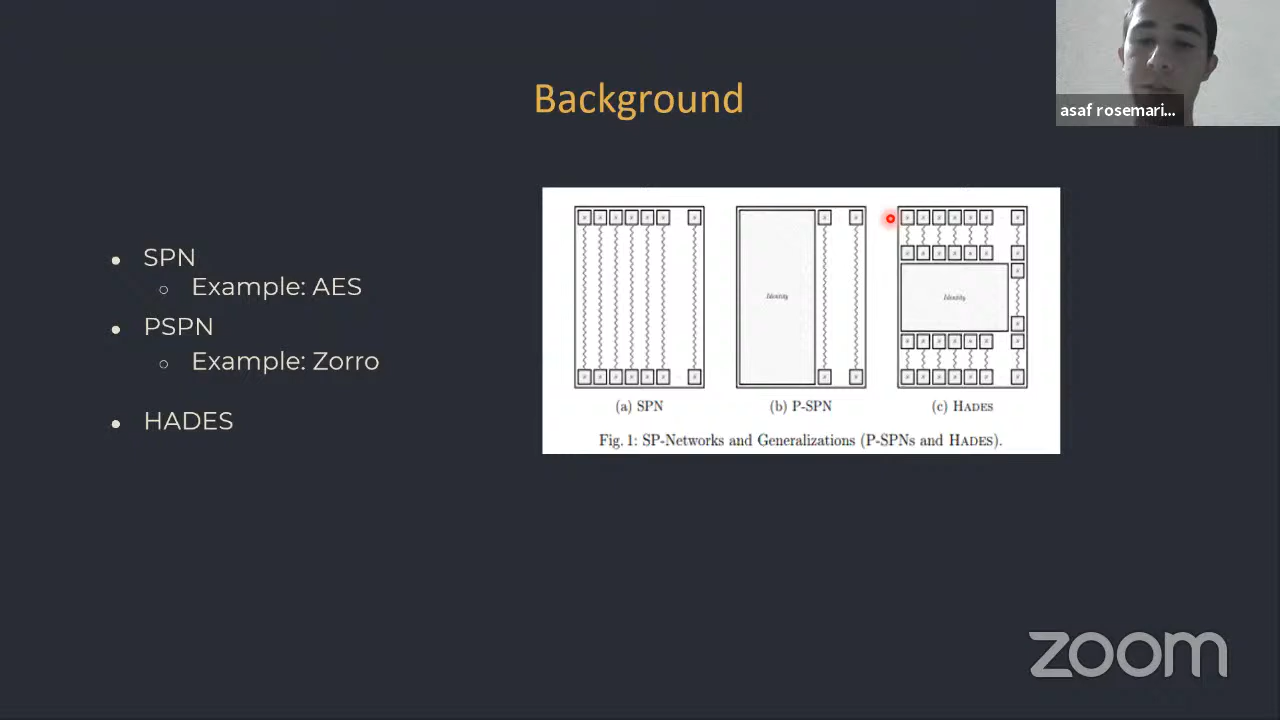 Background
asaf rosemari...
SPN
Example: AES
PSPN
Example: Zorro
HADES
Identity
Identity
(a) SPN
(b) P-SPN
(c) HADES
Fig. 1: SP-Networks and Generalizations (P-SPNs and HADES).
zoom